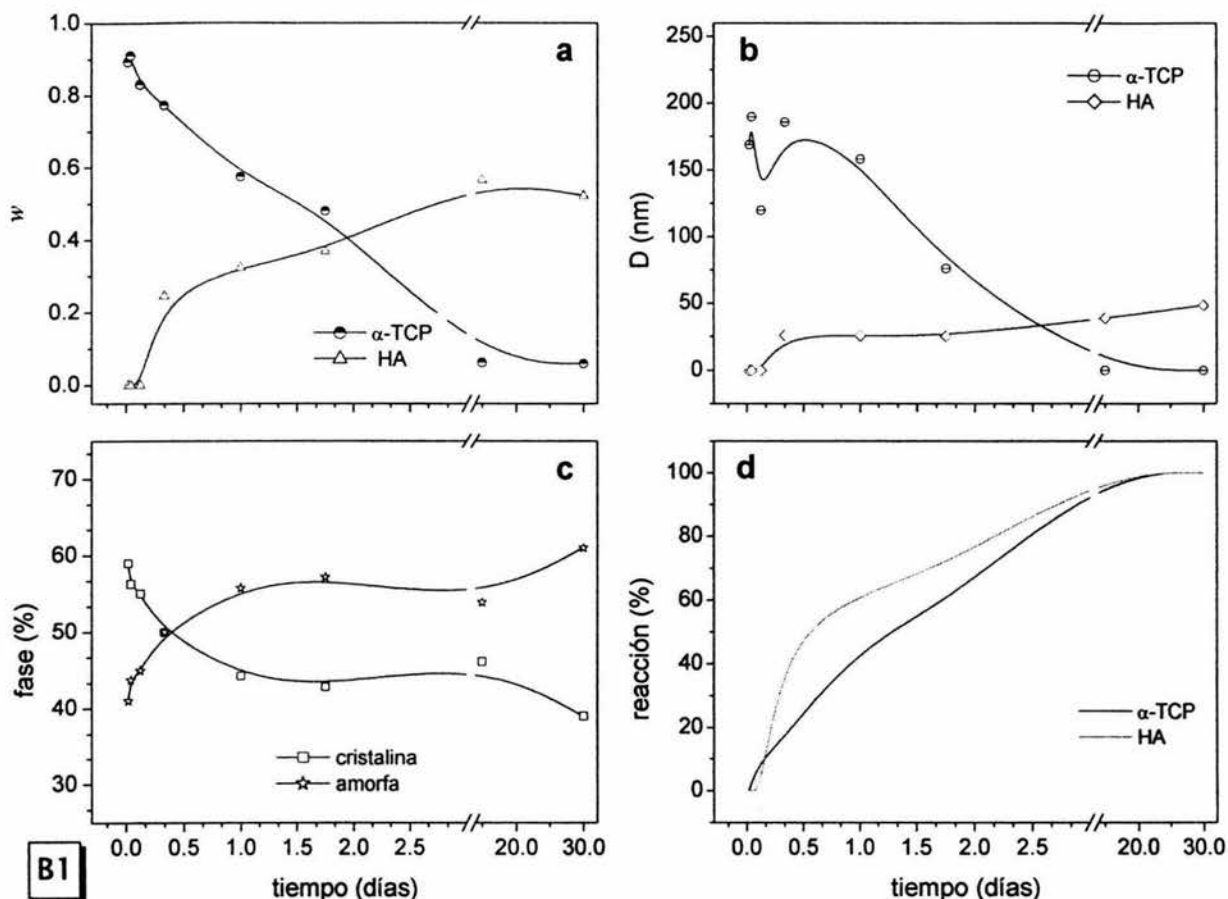 a
1.0
0.8
0.6
0.4
0.2
0.0
w
α-TCP
HA
b
250
200
150
100
50
0
D (nm)
α-TCP
HA
c
70
60
50
40
30
fase (%)
cristalina
amorfa
0.0 0.5 1.0 1.5 2.0 2.5 20.0 30.0
tiempo (días)
d
100
80
60
40
20
0
reacción (%)
α-TCP
HA
0.0 0.5 1.0 1.5 2.0 2.5 20.0 30.0
tiempo (días)
B1